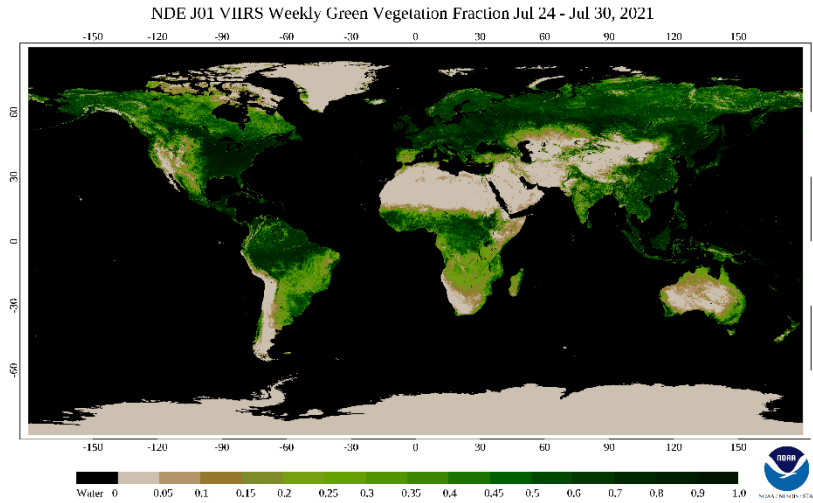 NDE J01 VIIRS Weekly Green Vegetation Fraction Jul 24 - Jul 30, 2021
-150 -120 -90 -60 -30 0 30 60 90 120 150
60
30
0
-30
-60
-150 -120 -90 -60 -30 0 30 60 90 120 150
Water 0 0.05 0.1 0.15 0.2 0.25 0.3 0.35 0.4 0.45 0.5 0.6 0.7 0.8 0.9 1.0
NOAA
NOAA/NESDIS/STAR